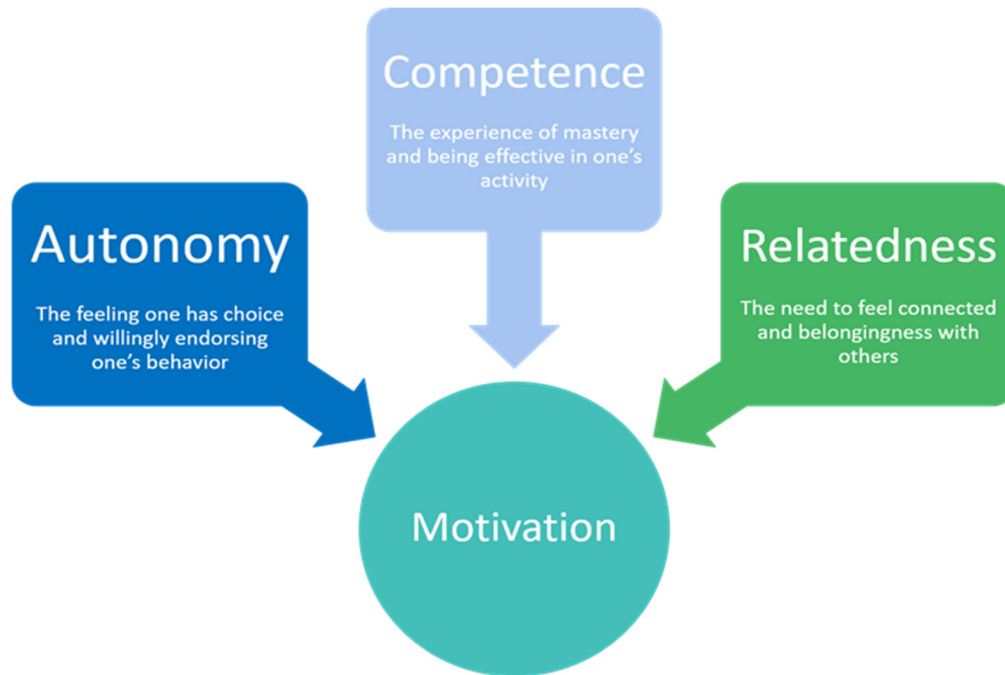 Competence
The experience of mastery
and being effective in one's
activity
Autonomy
The feeling one has choice
and willingly endorsing
one's behavior
Relatedness
The need to feel connected
and belongingness with
others
Motivation